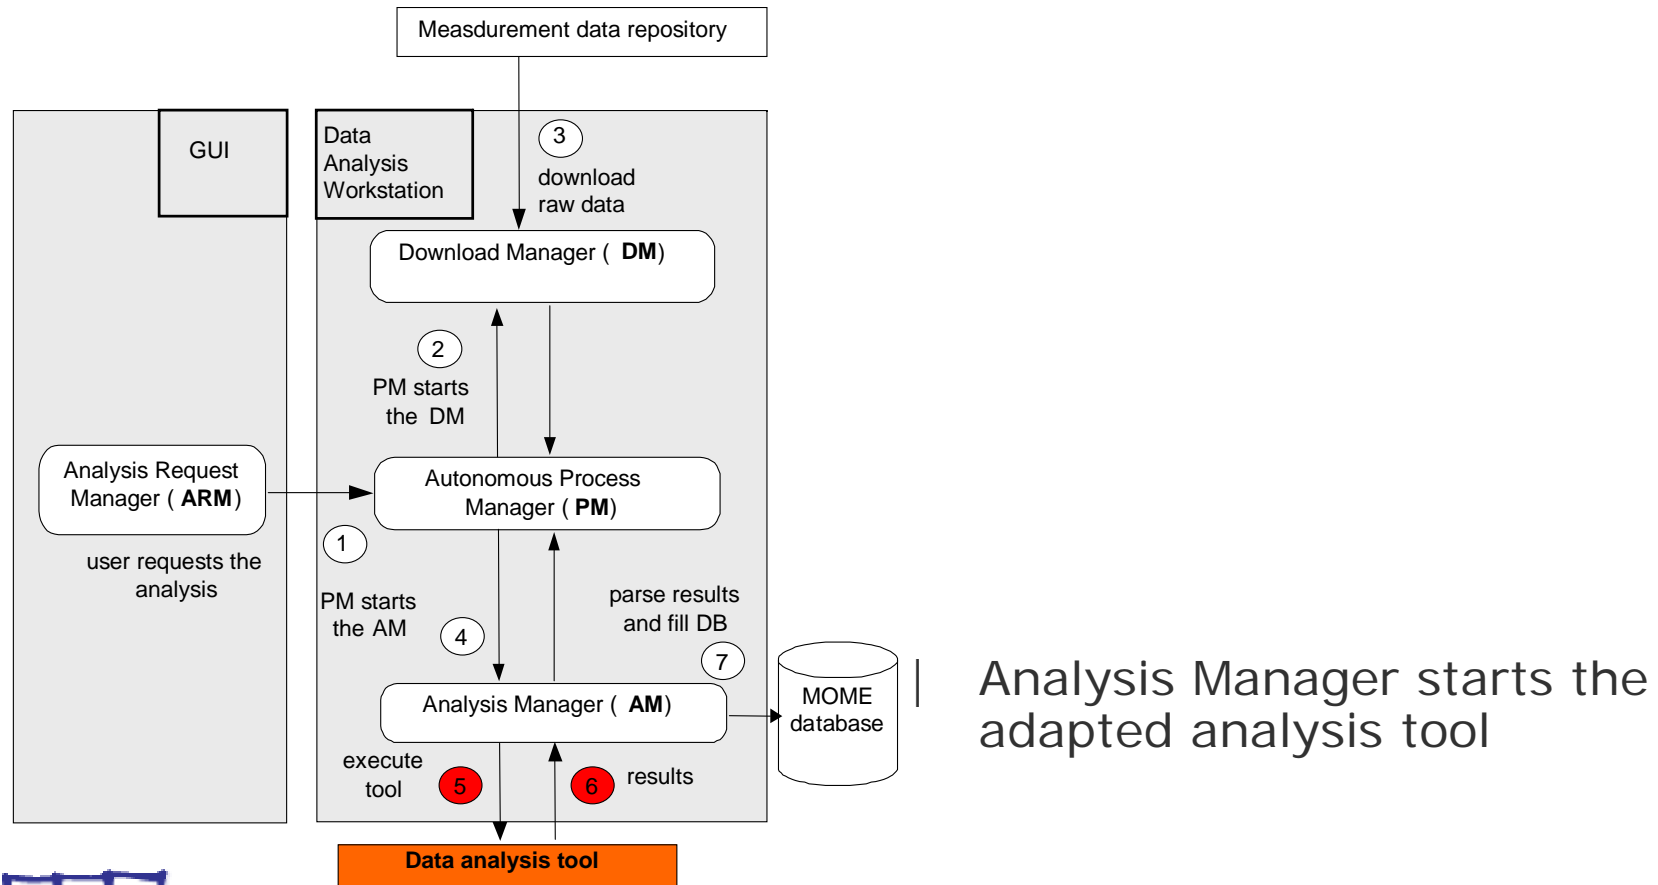 Measdurement data repository
GUI
Data
Analysis
Workstation
3
download
raw data
Download Manager ( DM)
2
PM starts
the DM
Analysis Request
Manager ( ARM)
Autonomous Process
Manager ( PM)
1
user requests the
analysis
PM starts
the AM
4
parse results
and fill DB
7
Analysis Manager ( AM)
MOME
database
execute
tool
5
6
results
Data analysis tool
| Analysis Manager starts the
adapted analysis tool